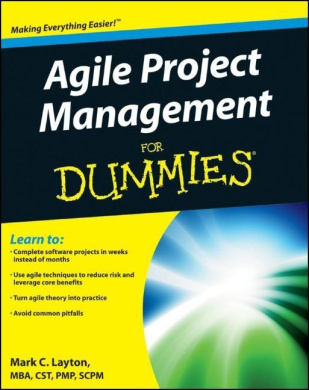 Making Everything Easier!™
Agile Project
Management
FOR
DUMMIES®
Learn to:
• Complete software projects in weeks
instead of months
• Use agile techniques to reduce risk and
leverage core benefits
• Turn agile theory into practice
• Avoid common pitfalls
Mark C. Layton,
MBA, CST, PMP, SCPM